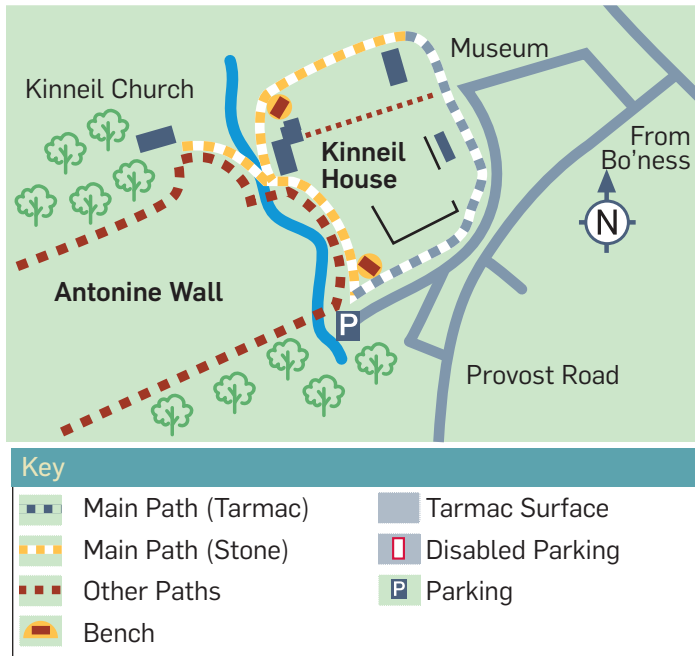 Museum
Kinneil Church
From
Bo'ness
Kinneil
House
N
Antonine Wall
P
Provost Road
Key
Main Path (Tarmac)
Tarmac Surface
Main Path (Stone)
Disabled Parking
Other Paths
P
Parking
Bench